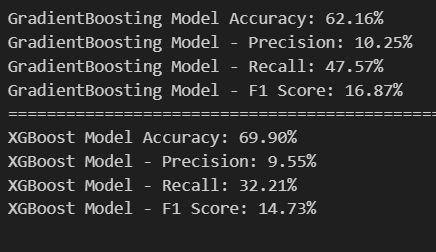 GradientBoosting Model Accuracy: 62.16%
GradientBoosting Model - Precision: 10.25%
GradientBoosting Model - Recall: 47.57%
GradientBoosting Model - F1 Score: 16.87%
=============================================
XGBoost Model Accuracy: 69.90%
XGBoost Model - Precision: 9.55%
XGBoost Model - Recall: 32.21%
XGBoost Model - F1 Score: 14.73%